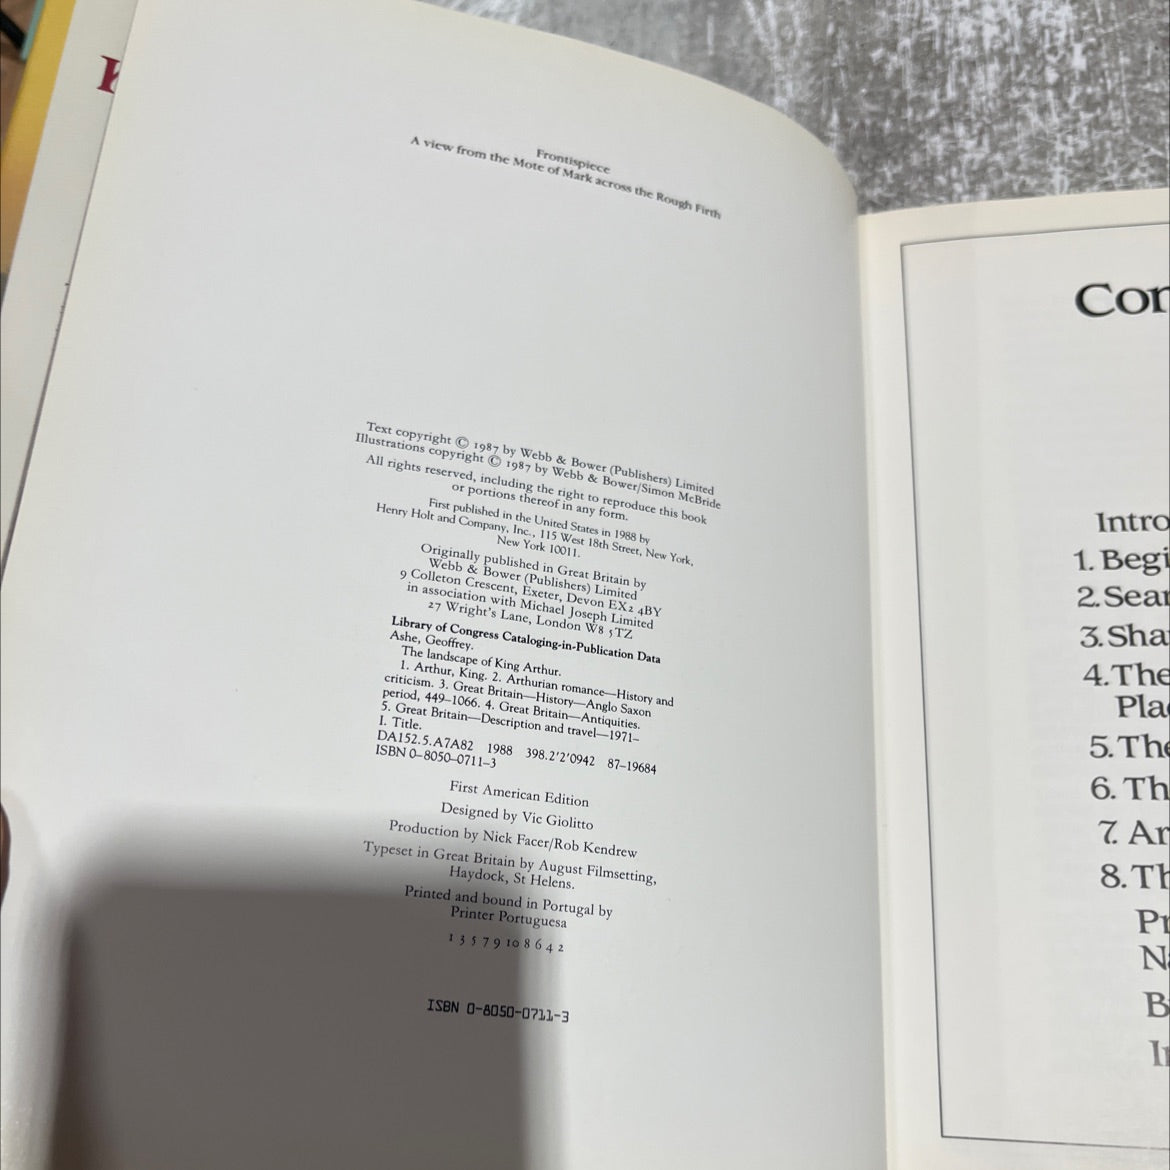 Frontispiece
A view from the Mote of Mark across the Rough Firth
Text copyright © 1987 by Webb & Bower (Publishers) Limited
Illustrations copyright © 1987 by Webb & Bower/Simon McBride
All rights reserved, including the right to reproduce this book
or portions thereof in any form.
First published in the United States in 1988 by
Henry Holt and Company, Inc., 115 West 18th Street, New York,
New York 10011.
Originally published in Great Britain by
Webb & Bower (Publishers) Limited
9 Colleton Crescent, Exeter, Devon EX2 4BY
in association with Michael Joseph Limited
27 Wright's Lane, London W8 5TZ
Library of Congress Cataloging-in-Publication Data
Ashe, Geoffrey.
The landscape of King Arthur.
1. Arthur, King. 2. Arthurian romance—History and
criticism. 3. Great Britain—History—Anglo Saxon
period, 449–1066. 4. Great Britain—Antiquities.
5. Great Britain—Description and travel—1971–
I. Title.
DA152.5.A7A82 1988 398.2'2'0942 87–19684
ISBN 0–8050–0711–3
First American Edition
Designed by Vic Giolitto
Production by Nick Facer/Rob Kendrew
Typeset in Great Britain by August Filmsetting,
Haydock, St Helens.
Printed and bound in Portugal by
Printer Portuguesa
1 3 5 7 9 10 8 6 4 2
ISBN 0-8050-0711-3
Con
Intro
1. Begi
2. Sear
3. Sha
4. The
Plac
5. The
6. Th
7. Ar
8. Th
Pr
Na
B
In